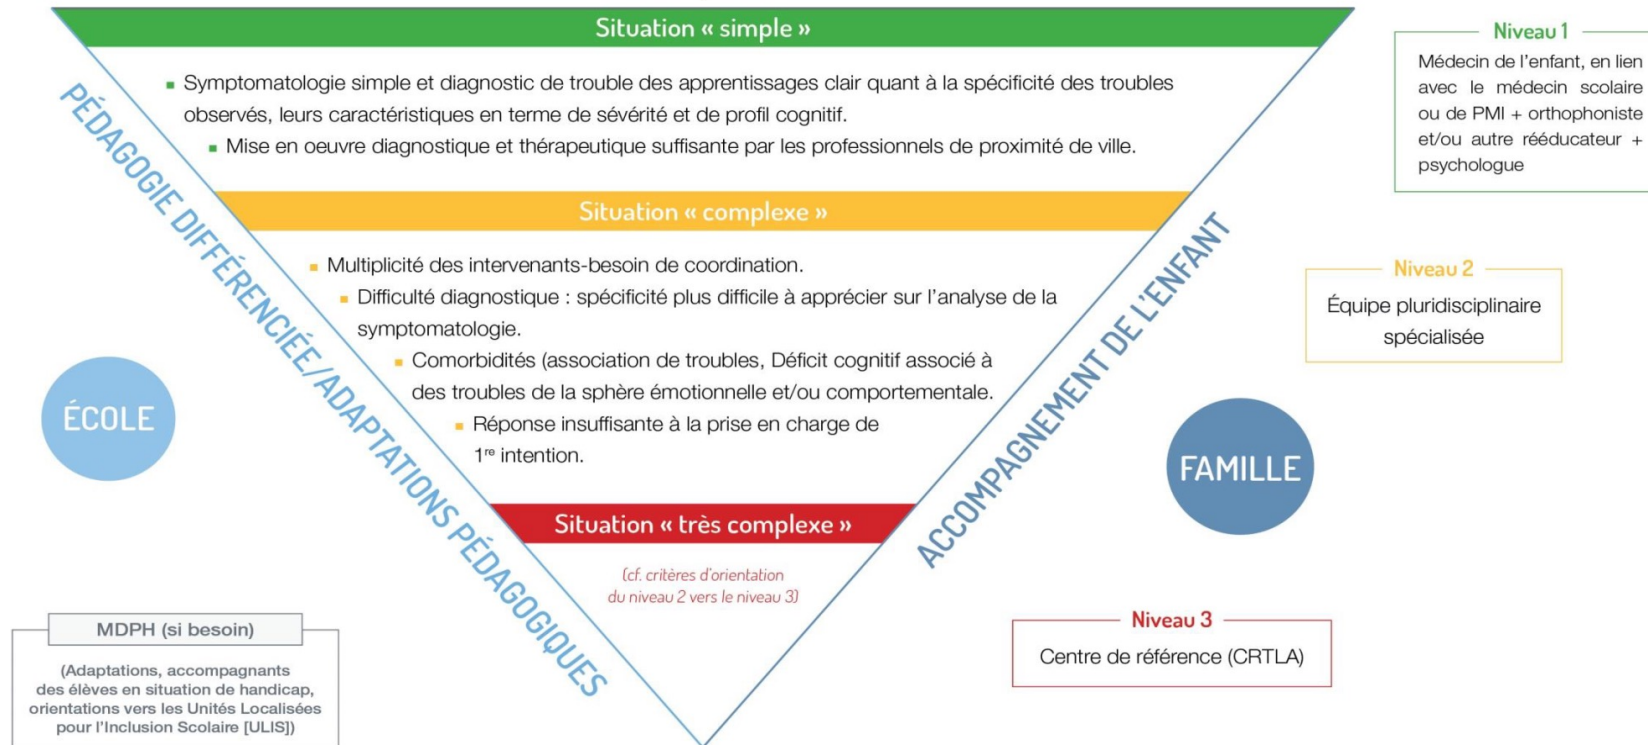 Situation « simple »
Symptomatologie simple et diagnostic de trouble des apprentissages clair quant à la spécificité des troubles
observés, leurs caractéristiques en terme de sévérité et de profil cognitif.
Mise en oeuvre diagnostique et thérapeutique suffisante par les professionnels de proximité de ville.
Niveau 1
Médecin de l'enfant, en lien
avec le médecin scolaire
ou de PMI + orthophoniste
et/ou autre rééducateur +
psychologue
PÉDAGOGIE DIFFÉRENCIÉE/ADAPTATIONS PÉDAGOGIQUES
Situation « complexe »
Multiplicité des intervenants-besoin de coordination.
Difficulté diagnostique : spécificité plus difficile à apprécier sur l'analyse de la
symptomatologie.
Comorbidités (association de troubles, Déficit cognitif associé à
des troubles de la sphère émotionnelle et/ou comportementale.
Réponse insuffisante à la prise en charge de
1re intention.
ACCOMPAGNEMENT DE L'ENFANT
Niveau 2
Équipe pluridisciplinaire
spécialisée
ÉCOLE
FAMILLE
Situation « très complexe »
(cf. critères d'orientation
du niveau 2 vers le niveau 3)
Niveau 3
Centre de référence (CRTLA)
MDPH (si besoin)
(Adaptations, accompagnants
des élèves en situation de handicap,
orientations vers les Unités Localisées
pour l'Inclusion Scolaire [ULIS])